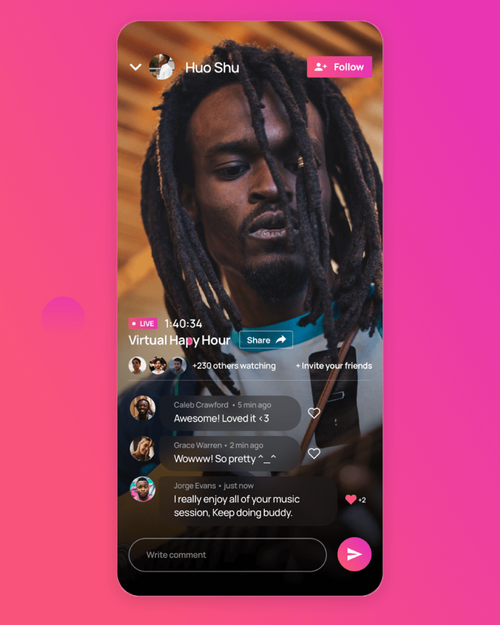 Huo Shu
Follow
LIVE 1:40:34
Virtual Hapy Hour
Share
+230 others watching
+ Invite your friends
Caleb Crawford • 5 min ago
Awesome! Loved it <3
Grace Warren • 2 min ago
Wowww! So pretty ^_^
Jorge Evans • just now
I really enjoy all of your music
session, Keep doing buddy.
+2
Write comment